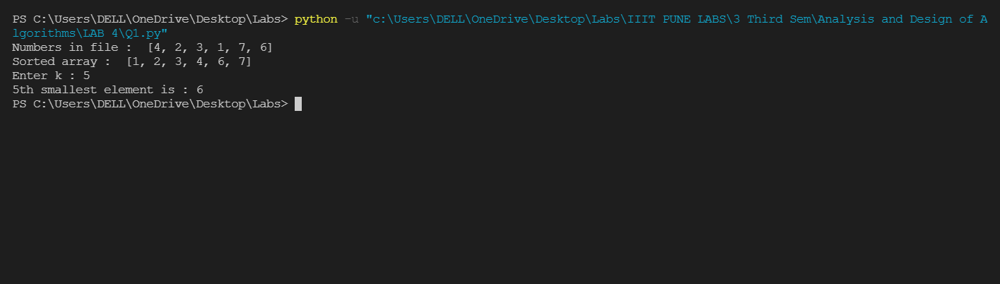 PS C:\Users\DELL\OneDrive\Desktop\Labs> python -u "c:\Users\DELL\OneDrive\Desktop\Labs\IIIT PUNE LABS\3 Third Sem\Analysis and Design of A
lgorithms\LAB 4\Q1.py"
Numbers in file :  [4, 2, 3, 1, 7, 6]
Sorted array :  [1, 2, 3, 4, 6, 7]
Enter k : 5
5th smallest element is : 6
PS C:\Users\DELL\OneDrive\Desktop\Labs>